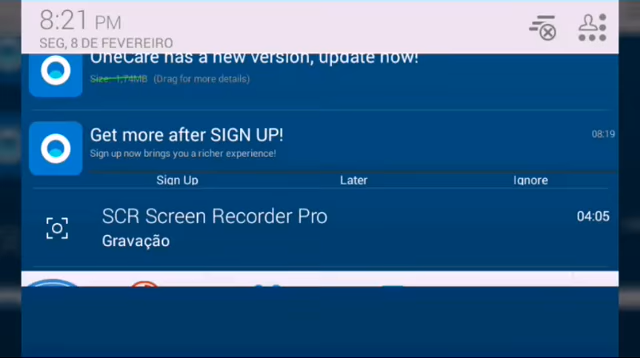 8:21 PM
SEG, 8 DE FEVEREIRO
OneCare has a new version, update now!
Size: 1,74MB (Drag for more details)
Get more after SIGN UP!
08:19
Sign up now brings you a richer experience!
Sign Up
Later
Ignore
SCR Screen Recorder Pro
04:05
Gravação